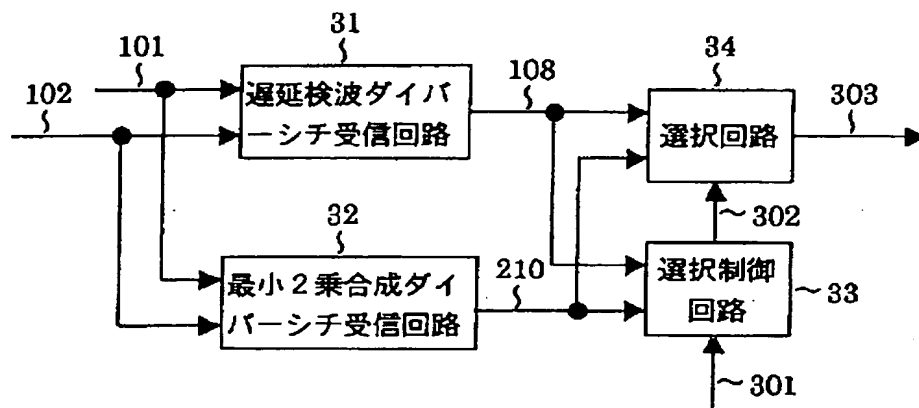 31
101
34
遅延検波ダイバ
ーシチ受信回路
108
102
選択回路
303
302
32
最小2乗合成ダイ
バーシチ受信回路
210
選択制御
回路
33
301